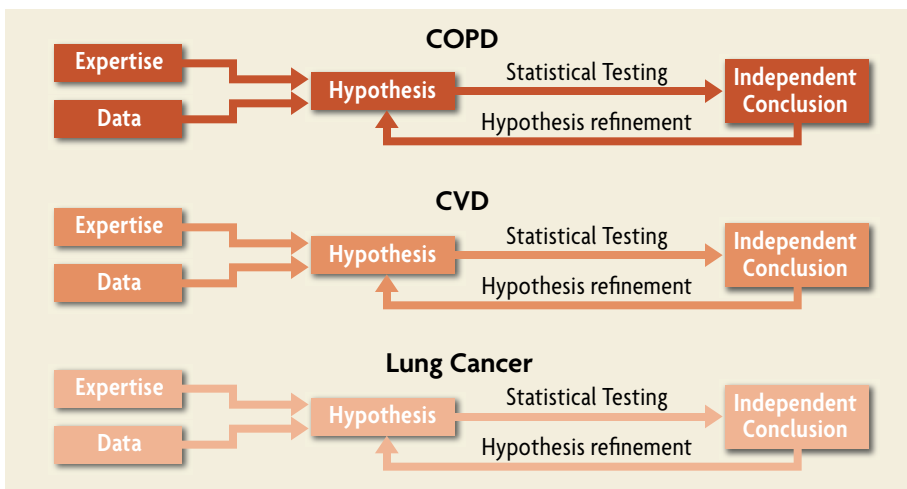 COPD
Expertise
Data
Hypothesis
Statistical Testing
Hypothesis refinement
Independent
Conclusion
CVD
Expertise
Data
Hypothesis
Statistical Testing
Hypothesis refinement
Independent
Conclusion
Lung Cancer
Expertise
Data
Hypothesis
Statistical Testing
Hypothesis refinement
Independent
Conclusion